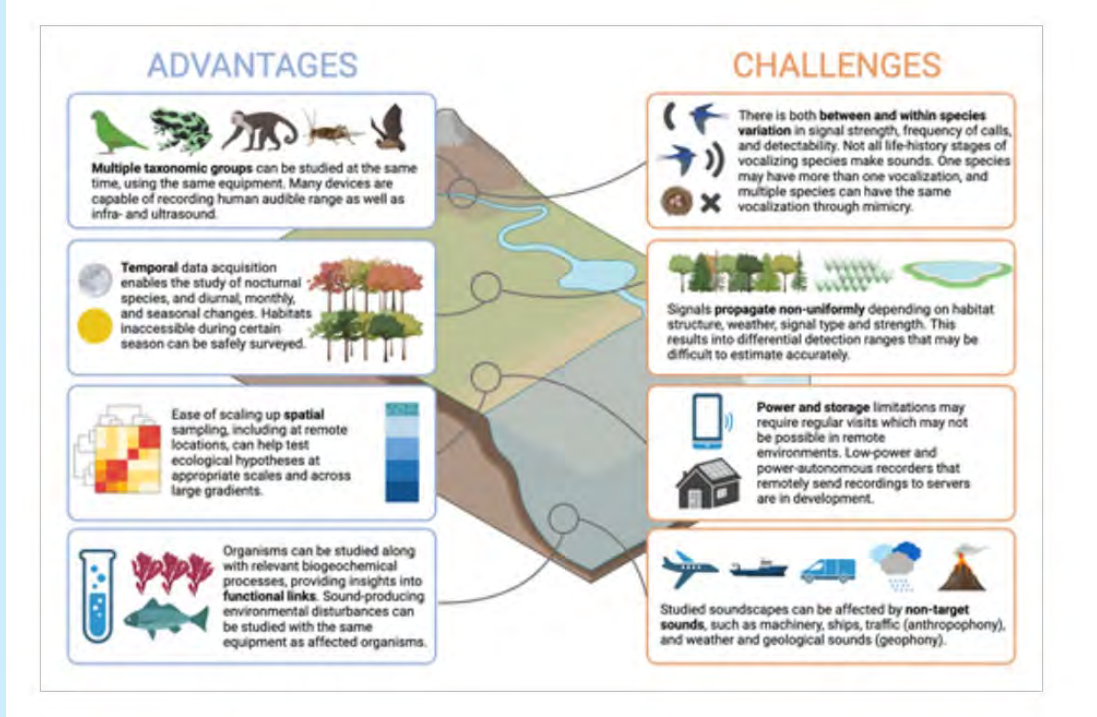 ADVANTAGES
Multiple taxonomic groups can be studied at the same
time, using the same equipment. Many devices are
capable of recording human audible range as well as
infra- and ultrasound.
Temporal data acquisition
enables the study of nocturnal
species, and diurnal, monthly,
and seasonal changes. Habitats
inaccessible during certain
season can be safely surveyed.
Ease of scaling up spatial
sampling, including at remote
locations, can help test
ecological hypotheses at
appropriate scales and across
large gradients.
Organisms can be studied along
with relevant biogeochemical
processes, providing insights into
functional links. Sound-producing
environmental disturbances can
be studied with the same
equipment as affected organisms.
CHALLENGES
There is both between and within species
variation in signal strength, frequency of calls,
and detectability. Not all life-history stages of
vocalizing species make sounds. One species
may have more than one vocalization, and
multiple species can have the same
vocalization through mimicry.
Signals propagate non-uniformly depending on habitat
structure, weather, signal type and strength. This
results into differential detection ranges that may be
difficult to estimate accurately.
Power and storage limitations may
require regular visits which may not
be possible in remote
environments. Low-power and
power-autonomous recorders that
remotely send recordings to servers
are in development.
Studied soundscapes can be affected by non-target
sounds, such as machinery, ships, traffic (anthropophony),
and weather and geological sounds (geophony).